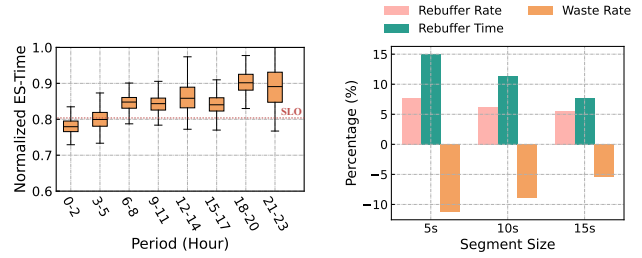 Normalized ES-Time
1.0
0.9
0.8
0.7
0.6
SLO
0-2
3-5
6-8
9-11
12-14
15-17
18-20
21-23
Period (Hour)
Rebuffer Rate
Rebuffer Time
Waste Rate
Percentage (%)
15
10
5
0
−5
−10
5s
10s
15s
Segment Size